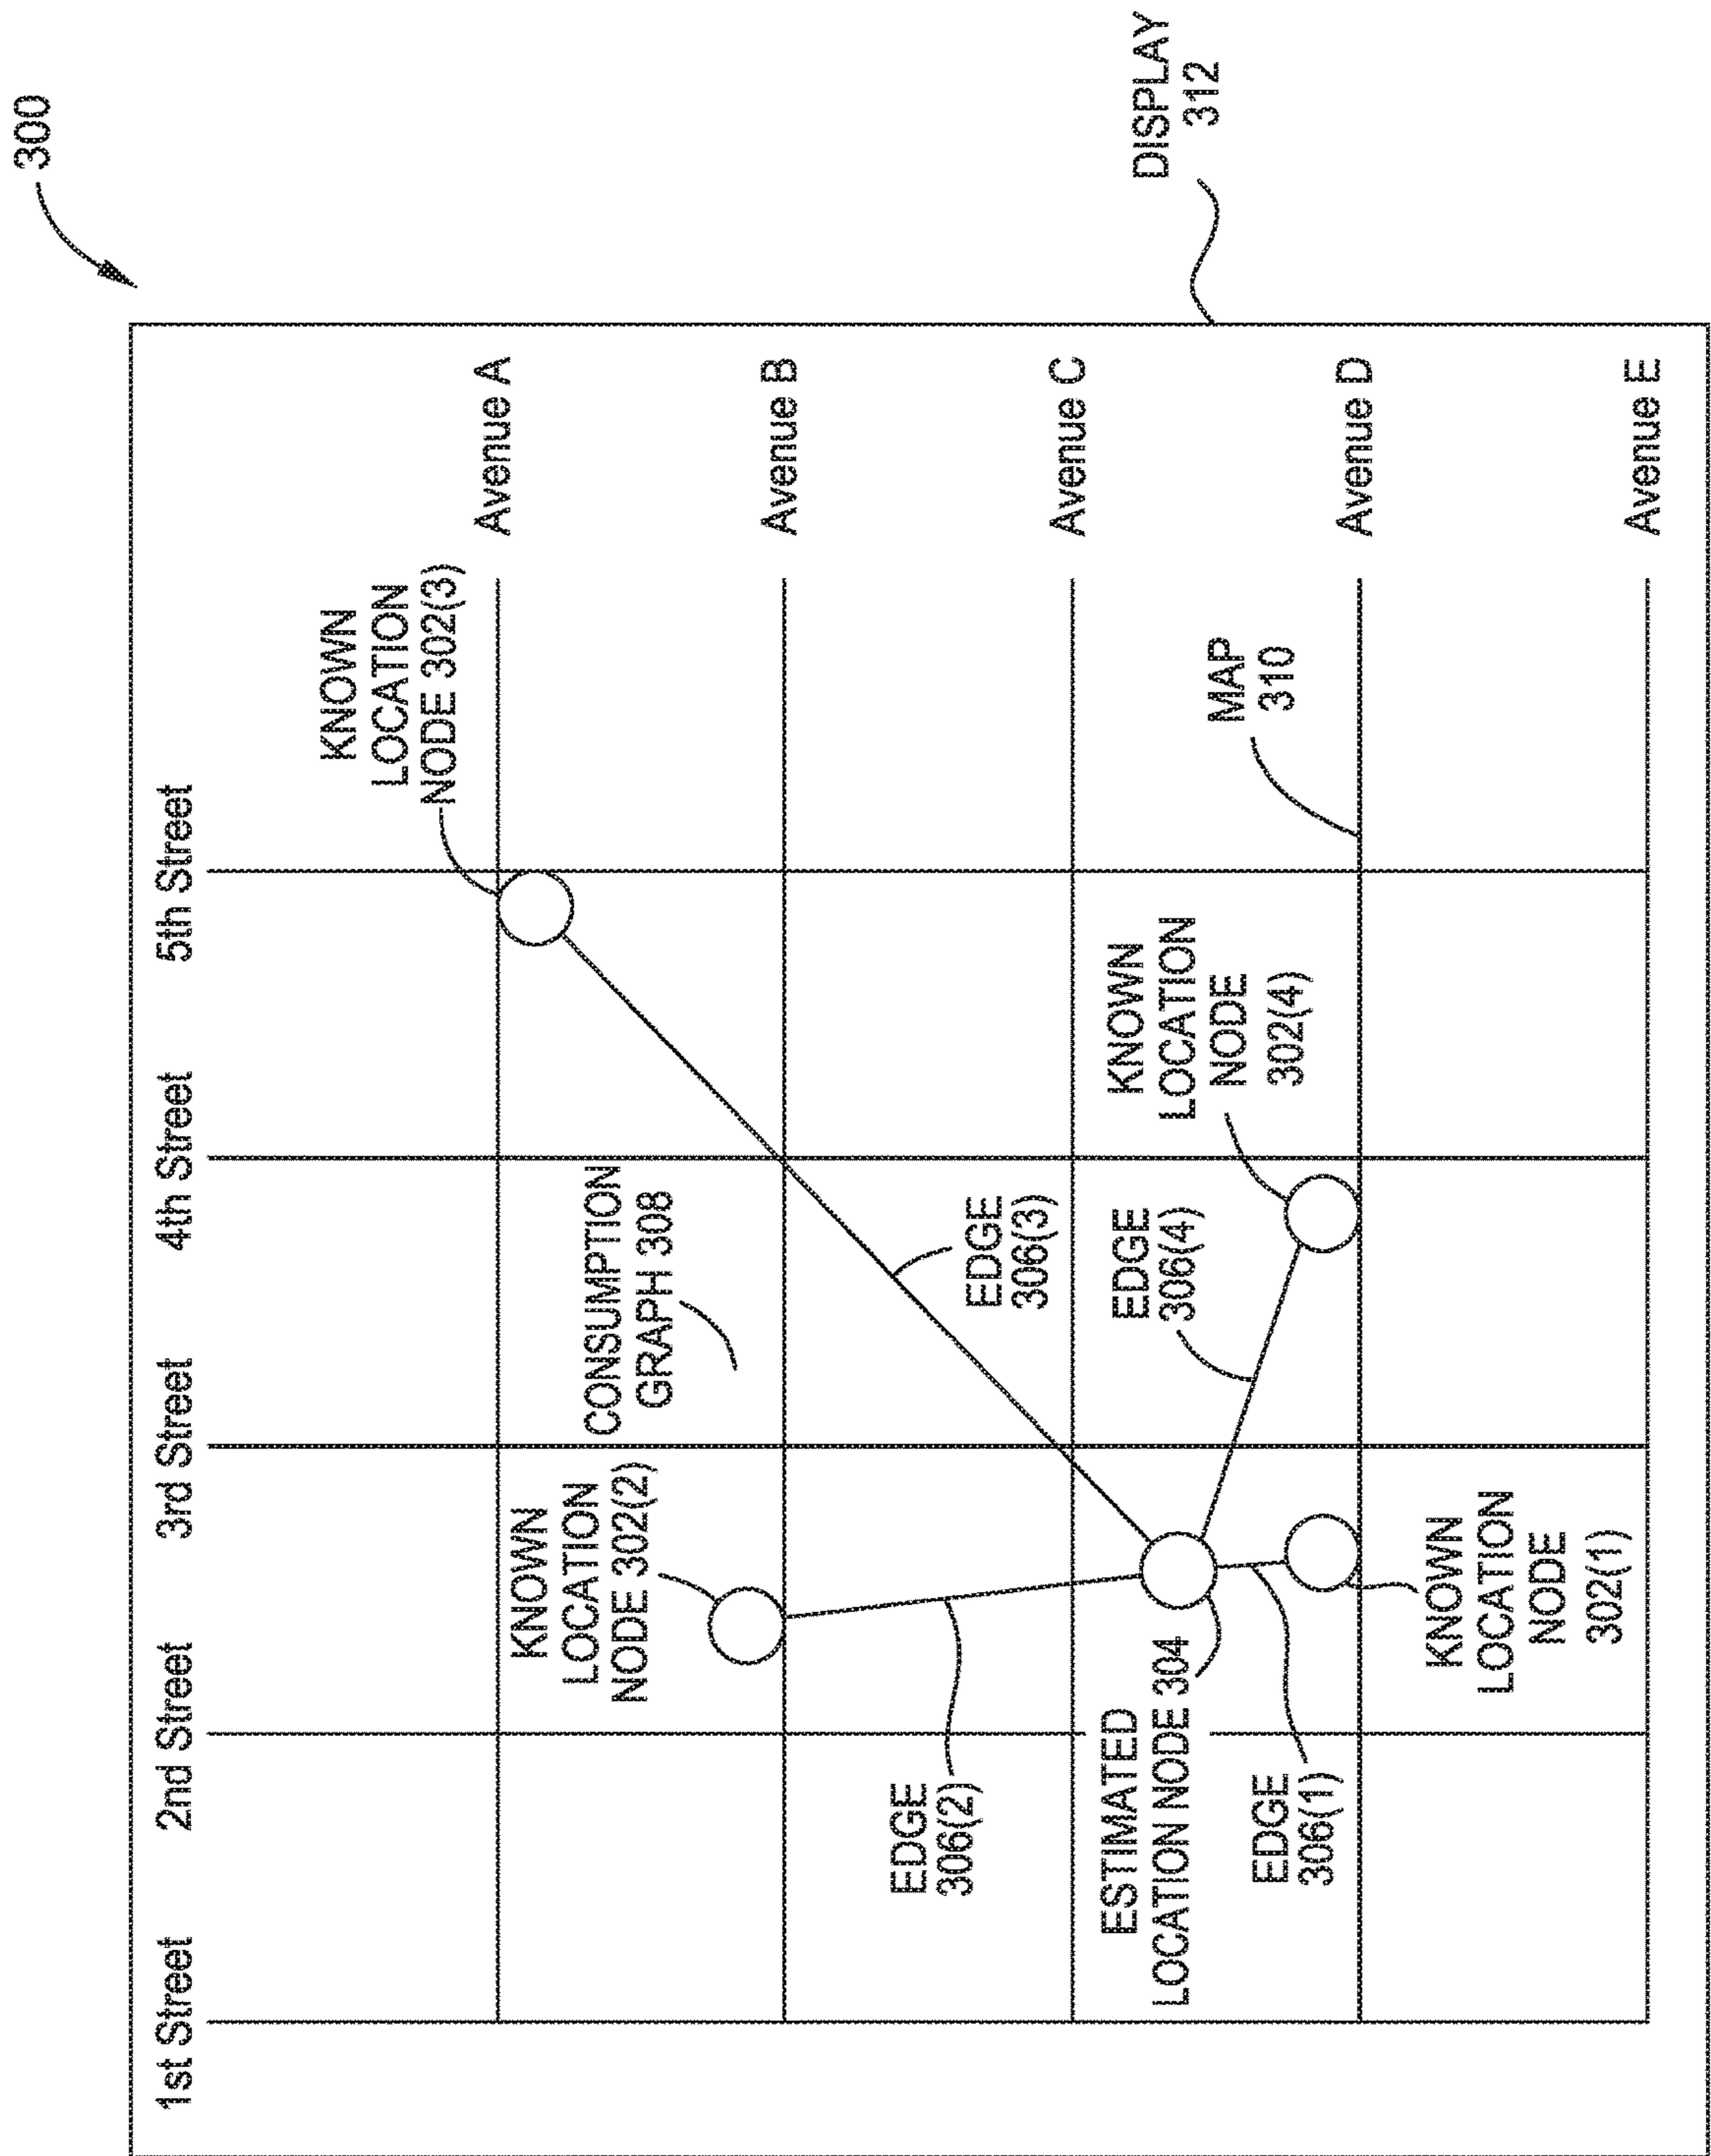 300
1st Street
2nd Street
3rd Street
4th Street
5th Street
KNOWN
LOCATION
NODE 302(3)
Avenue A
KNOWN
LOCATION
NODE 302(2)
CONSUMPTION
GRAPH 308
Avenue B
EDGE
306(2)
EDGE
306(3)
Avenue C
ESTIMATED
LOCATION NODE 304
EDGE
306(4)
KNOWN
LOCATION
NODE
302(4)
MAP
310
DISPLAY
312
EDGE
306(1)
Avenue D
KNOWN
LOCATION
NODE
302(1)
Avenue E